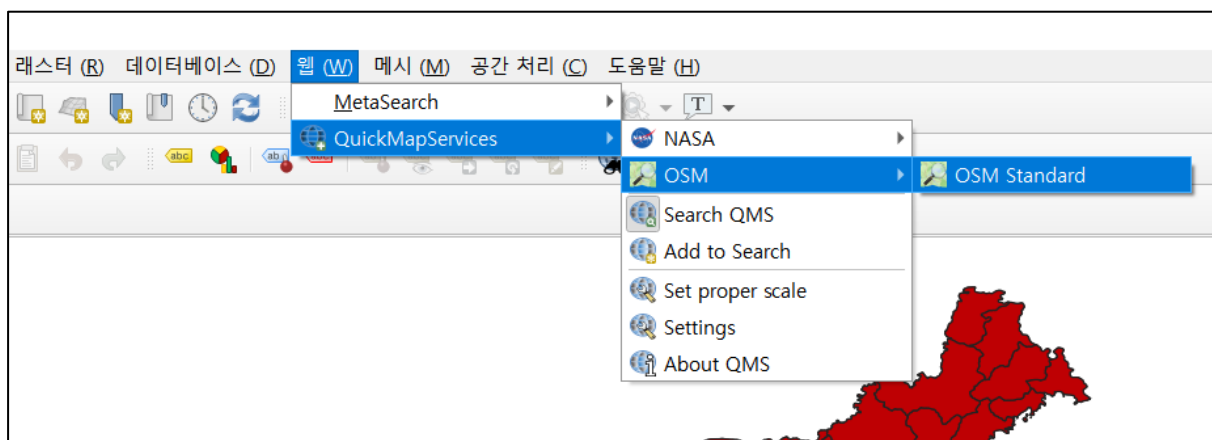 래스터 (R) 데이터베이스 (D) 웹 (W) 메시 (M) 공간 처리 (C) 도움말 (H)
MetaSearch
QuickMapServices
NASA
OSM
OSM Standard
Search QMS
Add to Search
Set proper scale
Settings
About QMS
abc